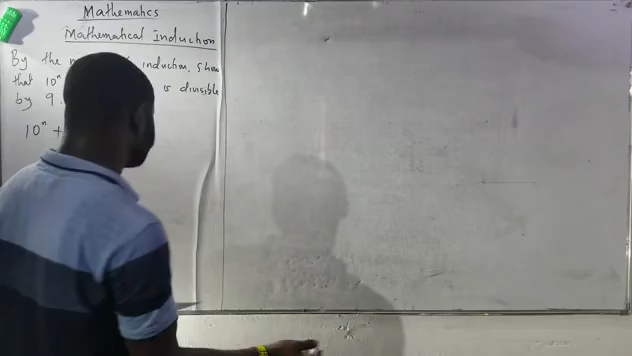 Mathematics
Mathematical Induction
By the induction, show
that 10ⁿ is divisible
by 9
10ⁿ +